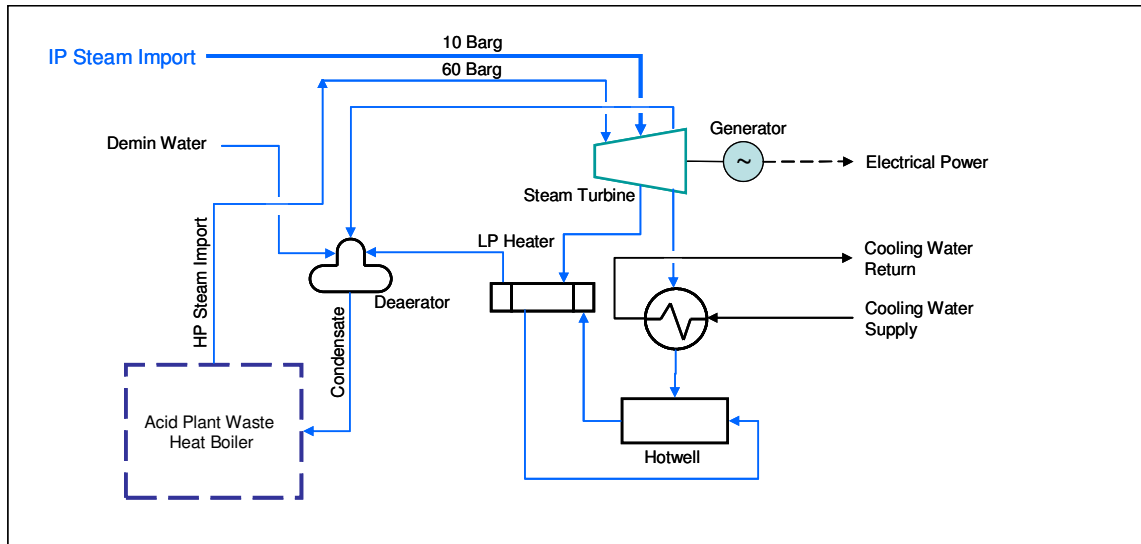 10 Barg
IP Steam Import
60 Barg
Generator
Demin Water
~
Electrical Power
Steam Turbine
HP Steam Import
LP Heater
Cooling Water
Return
Deaerator
Cooling Water
Supply
Condensate
Acid Plant Waste
Heat Boiler
Hotwell